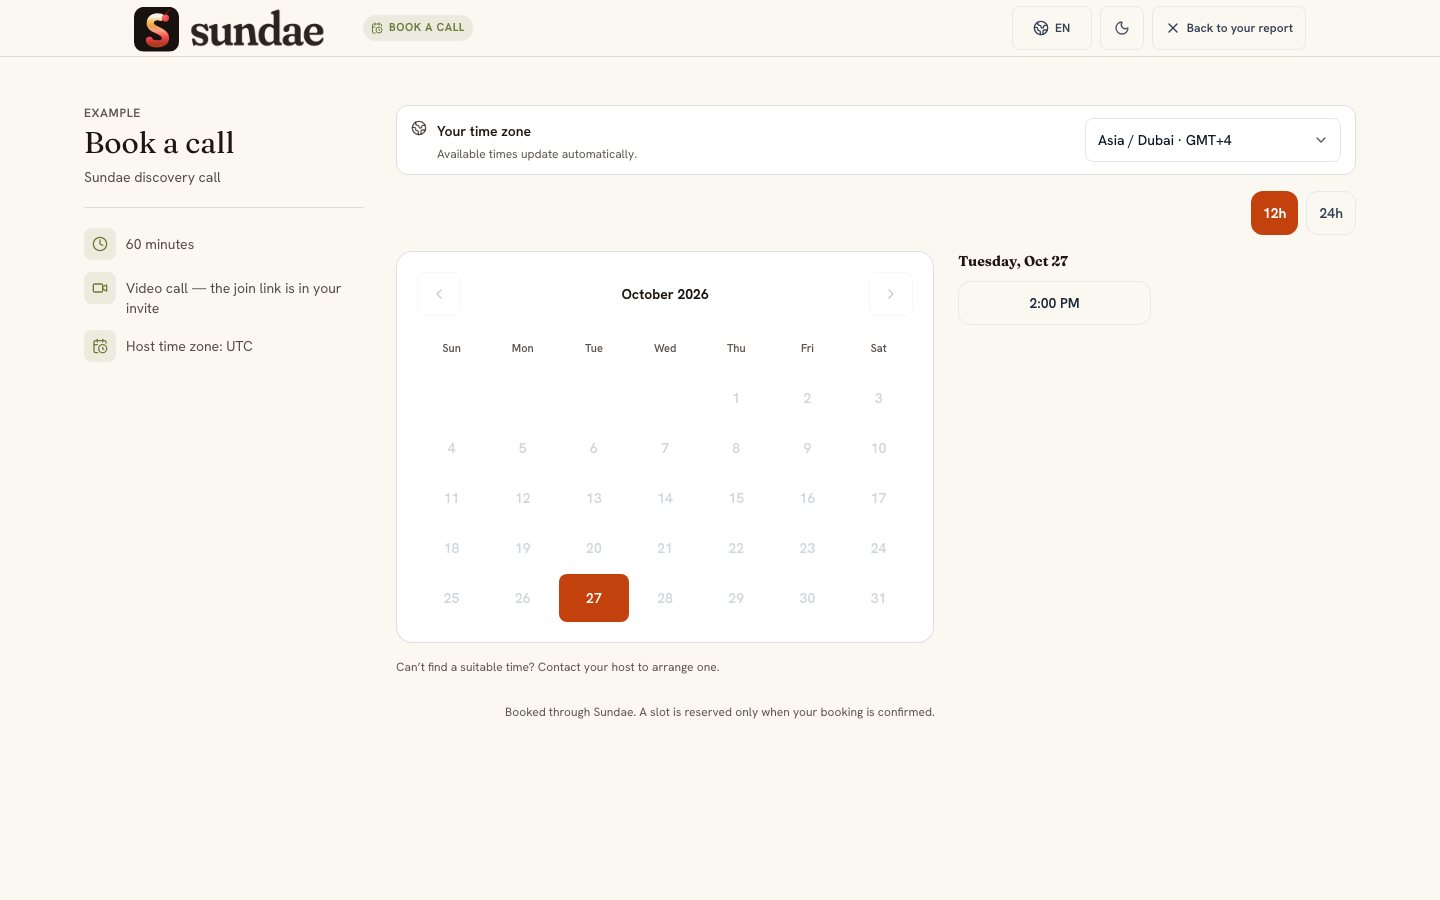 sundae
BOOK A CALL
EN
Back to your report
EXAMPLE
Book a call
Sundae discovery call
60 minutes
Video call — the join link is in your
invite
Host time zone: UTC
Your time zone
Available times update automatically.
Asia / Dubai · GMT+4
12h
24h
October 2026
Sun Mon Tue Wed Thu Fri Sat
1 2 3
4 5 6 7 8 9 10
11 12 13 14 15 16 17
18 19 20 21 22 23 24
25 26 27 28 29 30 31
Tuesday, Oct 27
2:00 PM
Can’t find a suitable time? Contact your host to arrange one.
Booked through Sundae. A slot is reserved only when your booking is confirmed.